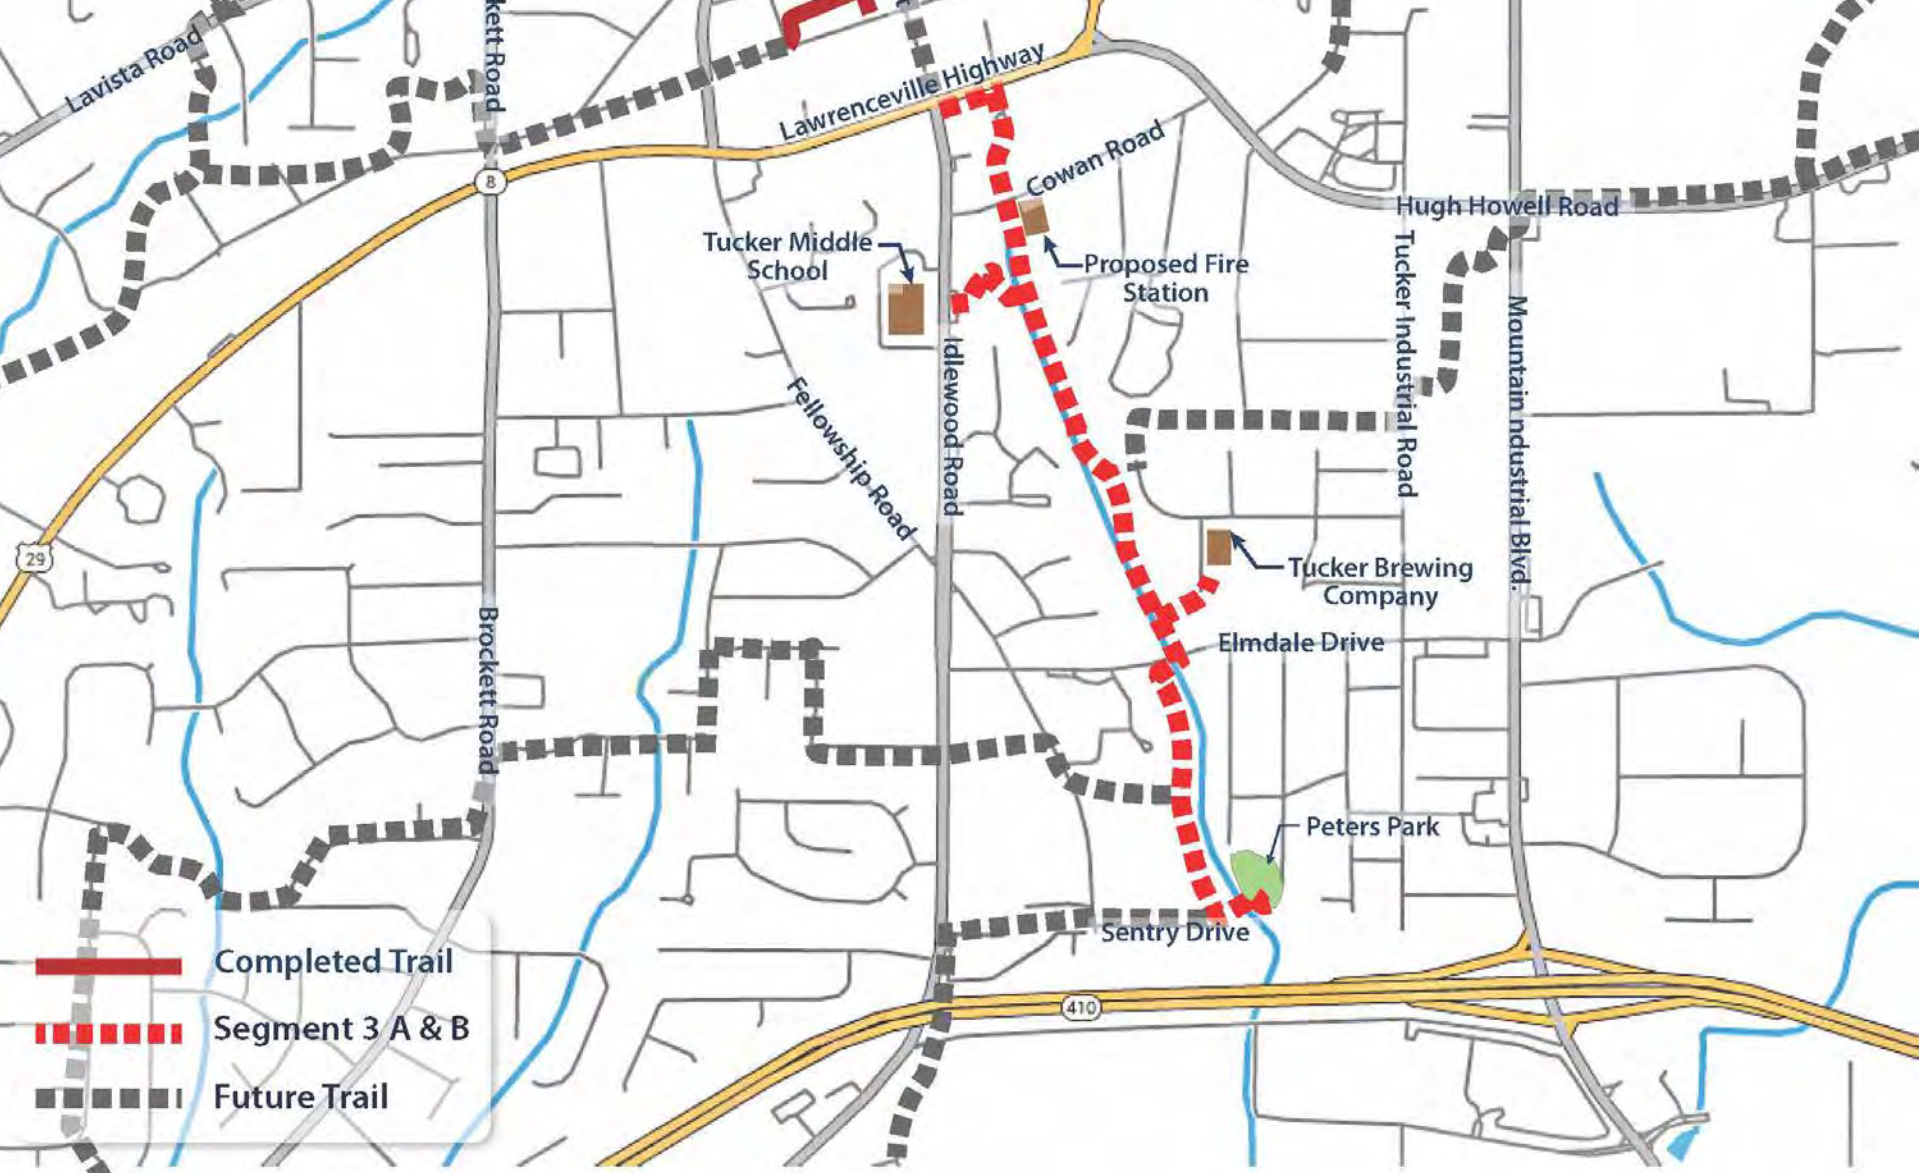 Lavista Road
kett Road
Lawrenceville Highway
8
Cowan Road
Hugh Howell Road
Tucker Middle
School
Proposed Fire
Station
Tucker Industrial Road
Mountain Industrial Blvd.
Idlewood Road
Fellowship Road
29
Tucker Brewing
Company
Brockett Road
Elmdale Drive
Peters Park
Sentry Drive
410
Completed Trail
Segment 3 A & B
Future Trail